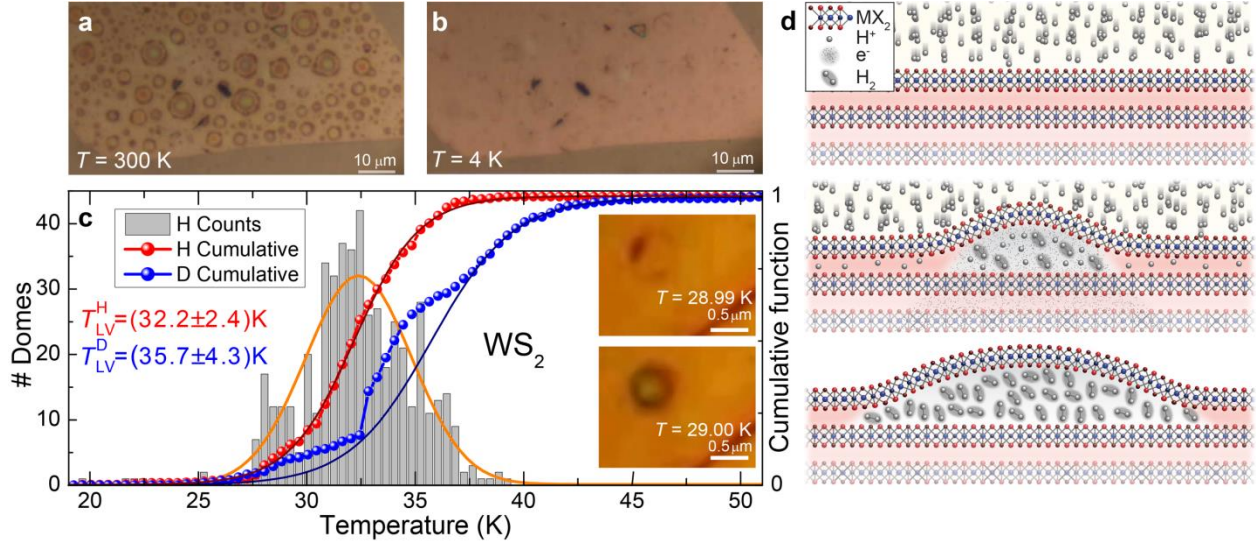 a
T = 300 K
10 μm
b
T = 4 K
10 μm
c
H Counts
H Cumulative
D Cumulative
T_LV^H=(32.2±2.4)K
T_LV^D=(35.7±4.3)K
WS₂
T = 28.99 K
0.5μm
T = 29.00 K
0.5μm
# Domes
0
10
20
30
40
20
25
30
35
40
45
50
Temperature (K)
1
0
Cumulative function
d
MX₂
H⁺
e⁻
H₂